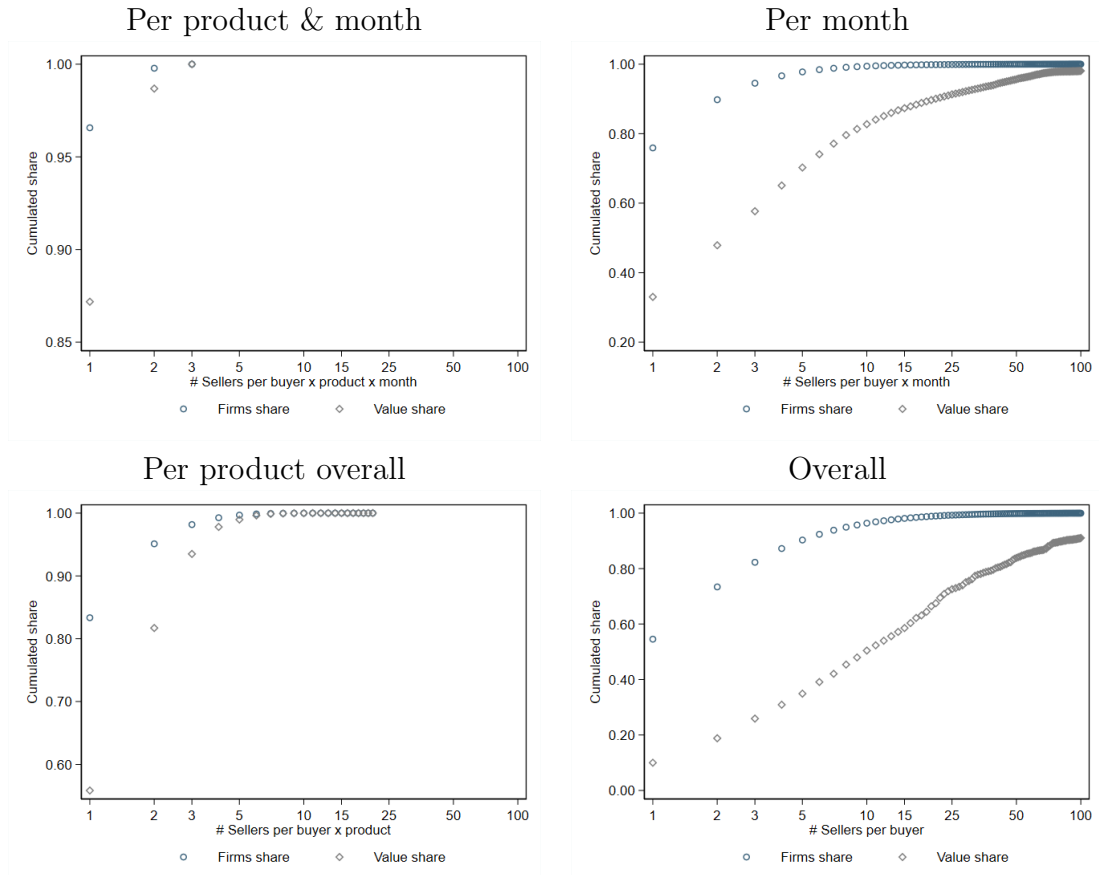 Per product & month
1.00
0.95
0.90
0.85
Cumulated share
1 2 3 5 10 15 25 50 100
# Sellers per buyer x product x month
Firms share Value share
Per month
1.00
0.80
0.60
0.40
0.20
Cumulated share
1 2 3 5 10 15 25 50 100
# Sellers per buyer x month
Firms share Value share
Per product overall
1.00
0.90
0.80
0.70
0.60
Cumulated share
1 2 3 5 10 15 25 50 100
# Sellers per buyer x product
Firms share Value share
Overall
1.00
0.80
0.60
0.40
0.20
0.00
Cumulated share
1 2 3 5 10 15 25 50 100
# Sellers per buyer
Firms share Value share